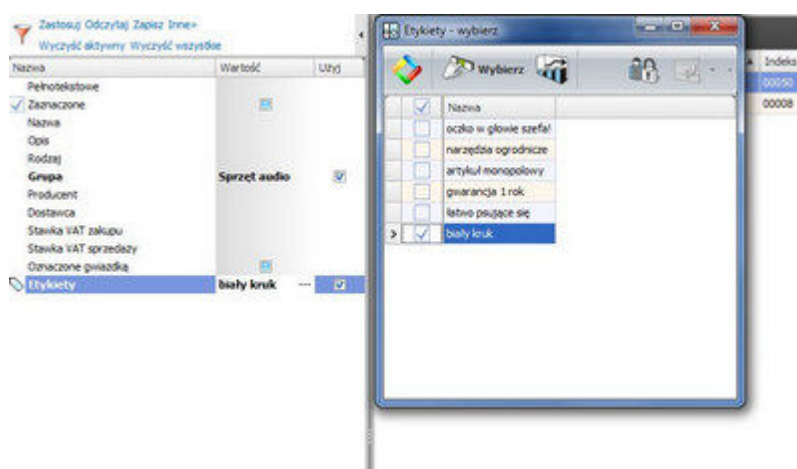 Zastosuj Odczytaj Zapisz Inne»
Wyczyść aktywny Wyczyść wszystkie
Nazwa Wartość Użyj
Pełnotekstowe
Zaznaczone
Nazwa
Opis
Rodzaj
Grupa Sprzęt audio
Producent
Dostawca
Stawka VAT zakupu
Stawka VAT sprzedaży
Oznaczone gwiazdką
Etykiety biały kruk ...
Etykiety - wybierz
Wybierz
Nazwa
oczko w głowie szefa!
narzędzia ogrodnicze
artykuł monopolowy
gwarancja 1 rok
łatwo psujące się
biały kruk
Indeks
00050
00008